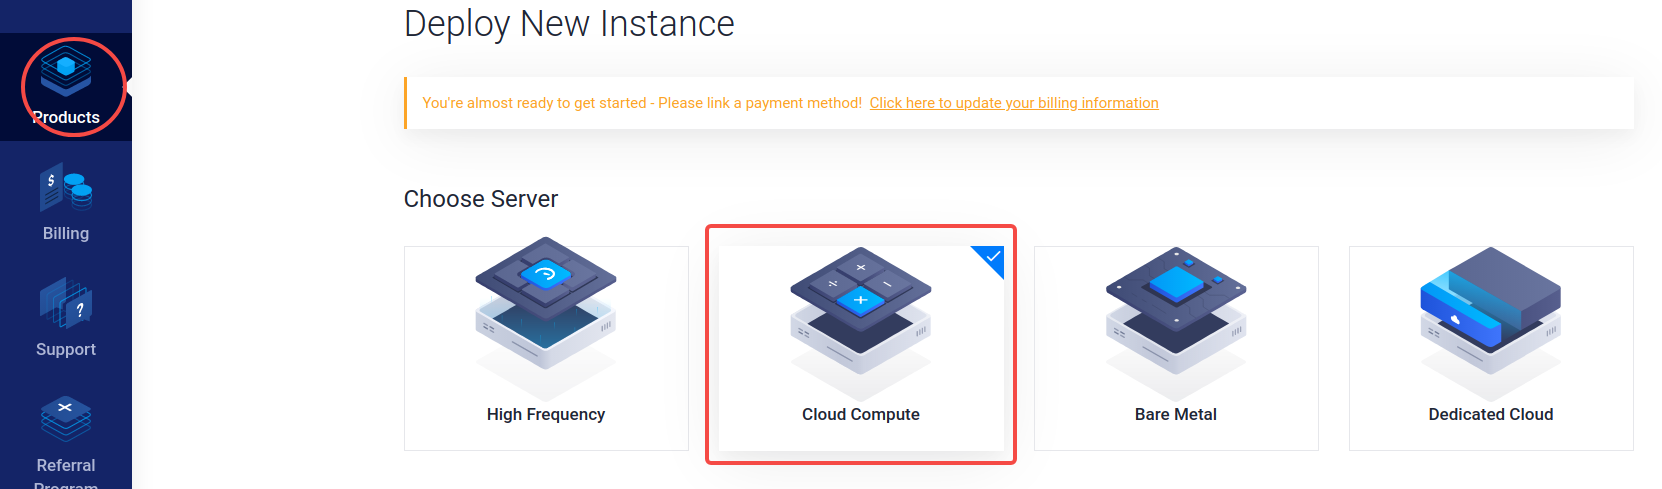 Deploy New Instance
You're almost ready to get started - Please link a payment method! Click here to update your billing information
Products
Billing
Support
Referral
Program
Choose Server
High Frequency
Cloud Compute
Bare Metal
Dedicated Cloud